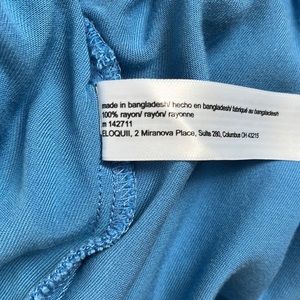 made in bangladesh/ hecho en bangladesh/ fabriqué au bangladesh
100% rayon/ rayón/ rayonne
rn 142711
ELOQUII, 2 Miranova Place, Suite 280, Columbus OH 43215